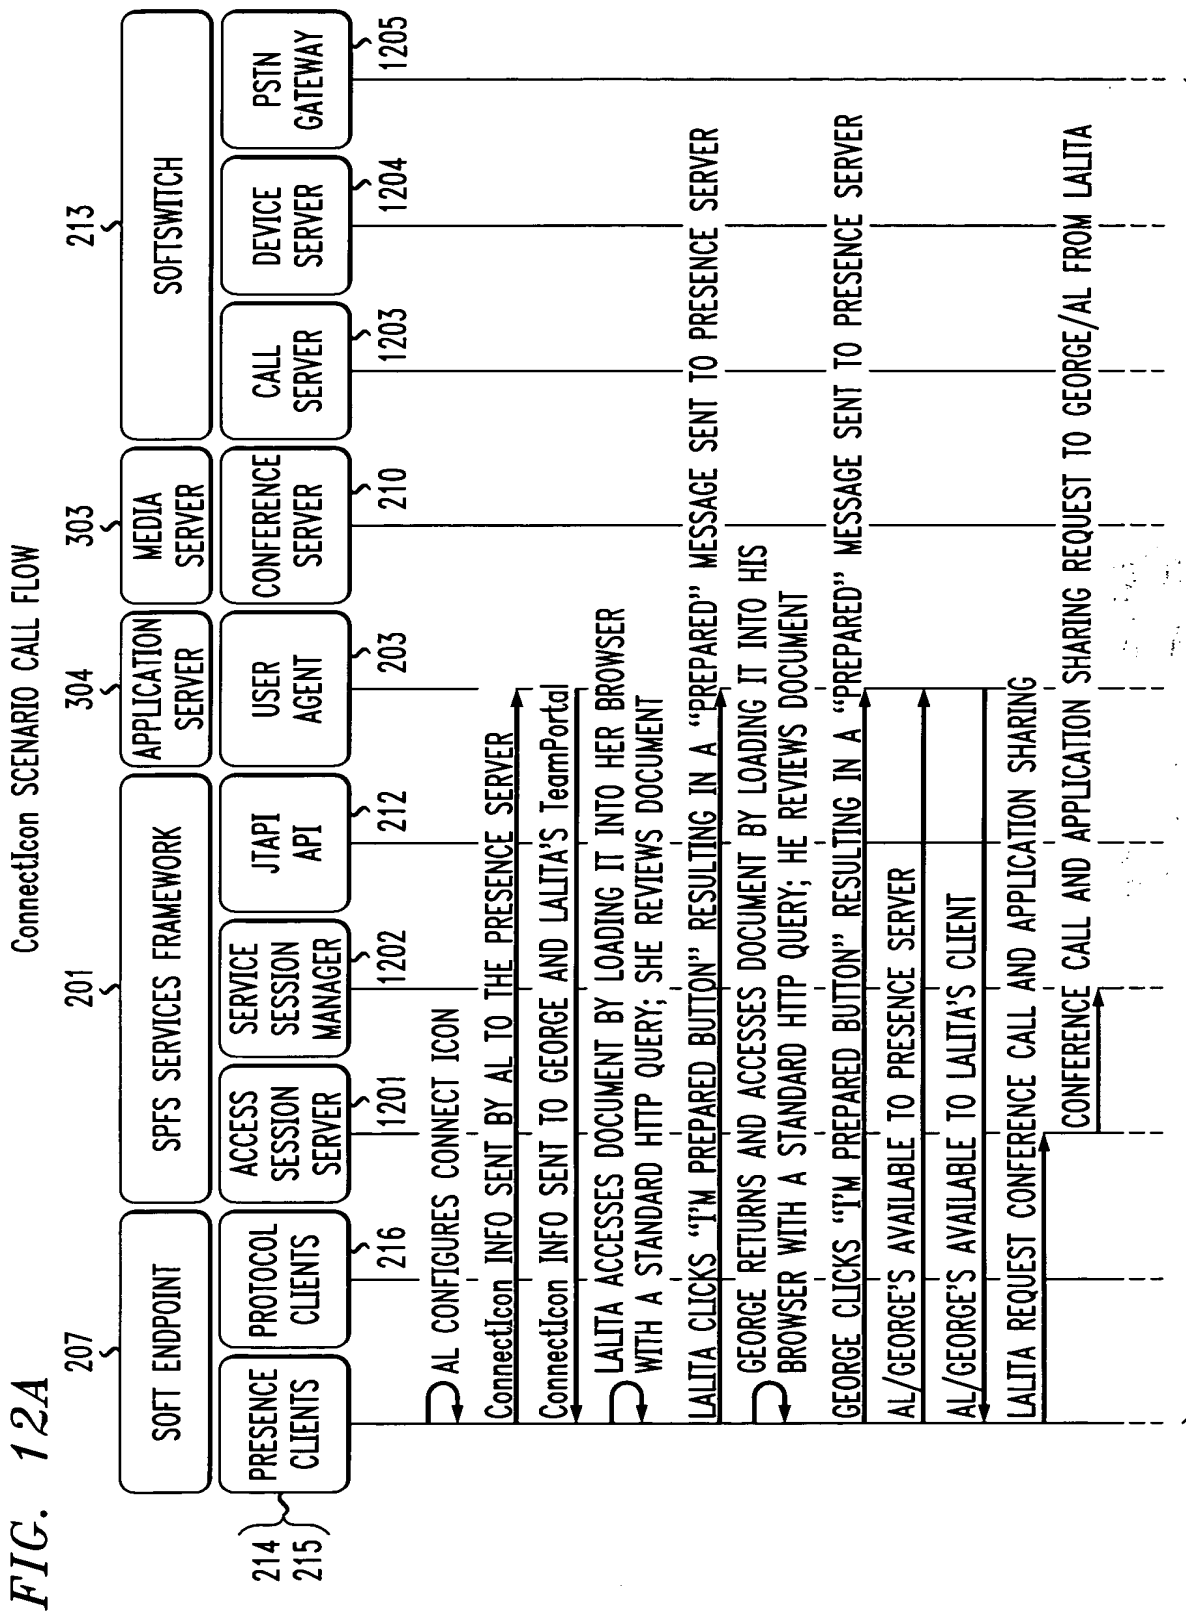 FIG. 12A
ConnectIcon SCENARIO CALL FLOW
207
201
304
303
213
SOFT ENDPOINT
SPFS SERVICES FRAMEWORK
APPLICATION
SERVER
MEDIA
SERVER
SOFTSWITCH
214
215
PRESENCE
CLIENTS
PROTOCOL
CLIENTS
ACCESS
SESSION
SERVER
SERVICE
SESSION
MANAGER
JTAPI
API
USER
AGENT
CONFERENCE
SERVER
CALL
SERVER
DEVICE
SERVER
PSTN
GATEWAY
216
1201
1202
212
203
210
1203
1204
1205
AL CONFIGURES CONNECT ICON
ConnectIcon INFO SENT BY AL TO THE PRESENCE SERVER
ConnectIcon INFO SENT TO GEORGE AND LALITA'S TeamPortal
LALITA ACCESSES DOCUMENT BY LOADING IT INTO HER BROWSER
WITH A STANDARD HTTP QUERY; SHE REVIEWS DOCUMENT
LALITA CLICKS “I'M PREPARED BUTTON” RESULTING IN A “PREPARED” MESSAGE SENT TO PRESENCE SERVER
GEORGE RETURNS AND ACCESSES DOCUMENT BY LOADING IT INTO HIS
BROWSER WITH A STANDARD HTTP QUERY; HE REVIEWS DOCUMENT
GEORGE CLICKS “I'M PREPARED BUTTON” RESULTING IN A “PREPARED” MESSAGE SENT TO PRESENCE SERVER
AL/GEORGE'S AVAILABLE TO PRESENCE SERVER
AL/GEORGE'S AVAILABLE TO LALITA'S CLIENT
LALITA REQUEST CONFERENCE CALL AND APPLICATION SHARING
CONFERENCE CALL AND APPLICATION SHARING REQUEST TO GEORGE/AL FROM LALITA